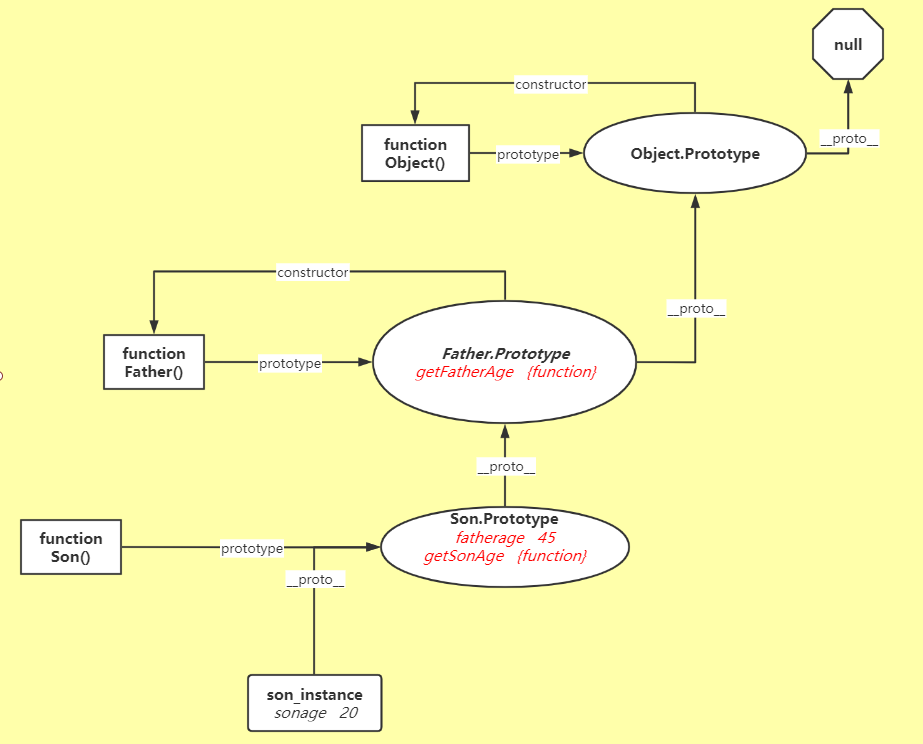 null
constructor
function
Object()
prototype
Object.Prototype
__proto__
constructor
__proto__
function
Father()
prototype
Father.Prototype
getFatherAge {function}
__proto__
function
Son()
prototype
Son.Prototype
fatherage 45
getSonAge {function}
__proto__
son_instance
sonage 20